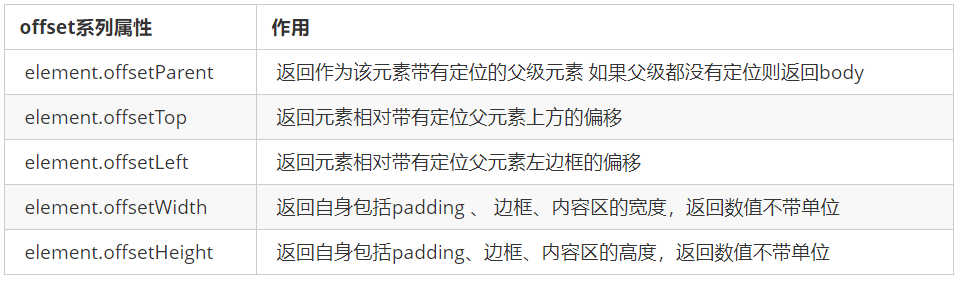 offset系列属性 作用
element.offsetParent 返回作为该元素带有定位的父级元素 如果父级都没有定位则返回body
element.offsetTop 返回元素相对带有定位父元素上方的偏移
element.offsetLeft 返回元素相对带有定位父元素左边框的偏移
element.offsetWidth 返回自身包括padding 、 边框、内容区的宽度，返回数值不带单位
element.offsetHeight 返回自身包括padding、边框、内容区的高度，返回数值不带单位